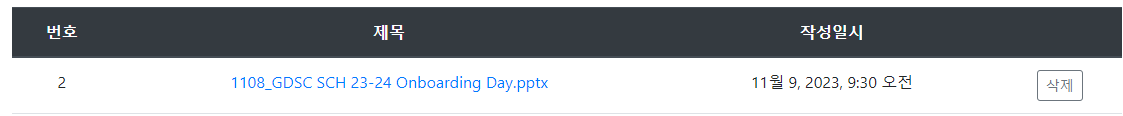 번호 제목 작성일시
2 1108_GDSC SCH 23-24 Onboarding Day.pptx 11월 9, 2023, 9:30 오전 삭제